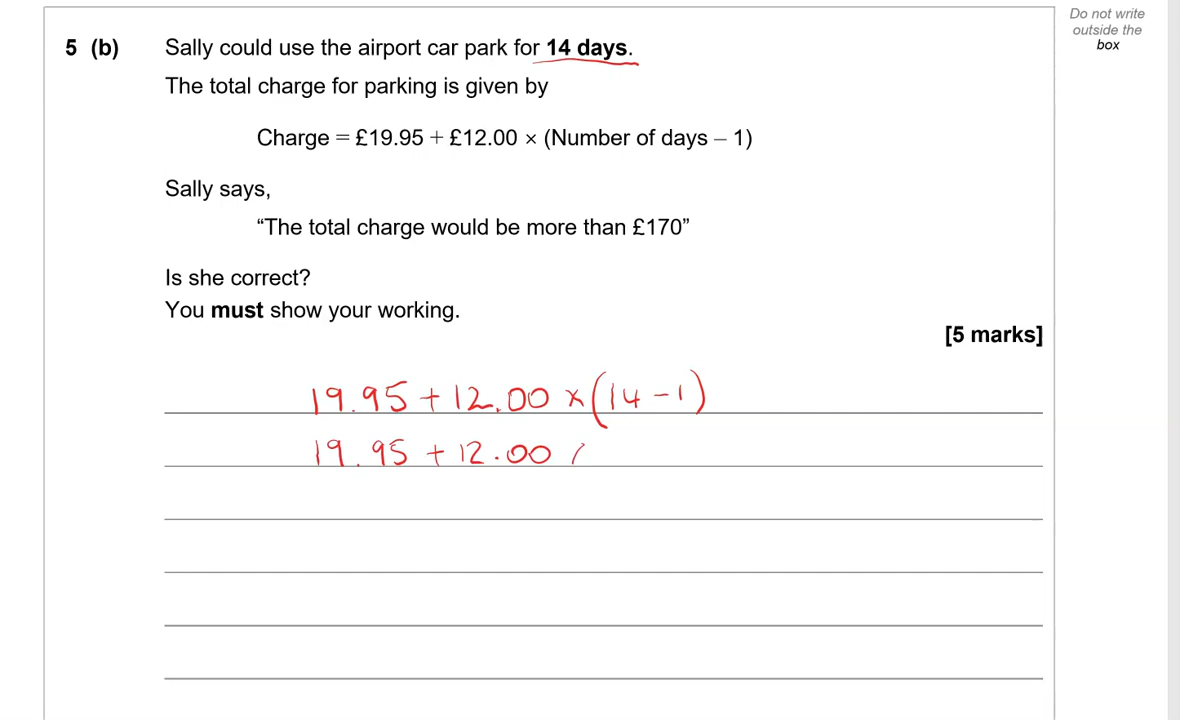 Do not write
outside the
box
5 (b) Sally could use the airport car park for 14 days.
The total charge for parking is given by
Charge = £19.95 + £12.00 × (Number of days – 1)
Sally says,
“The total charge would be more than £170”
Is she correct?
You must show your working.
[5 marks]
19.95 + 12.00 × (14 - 1)
19.95 + 12.00